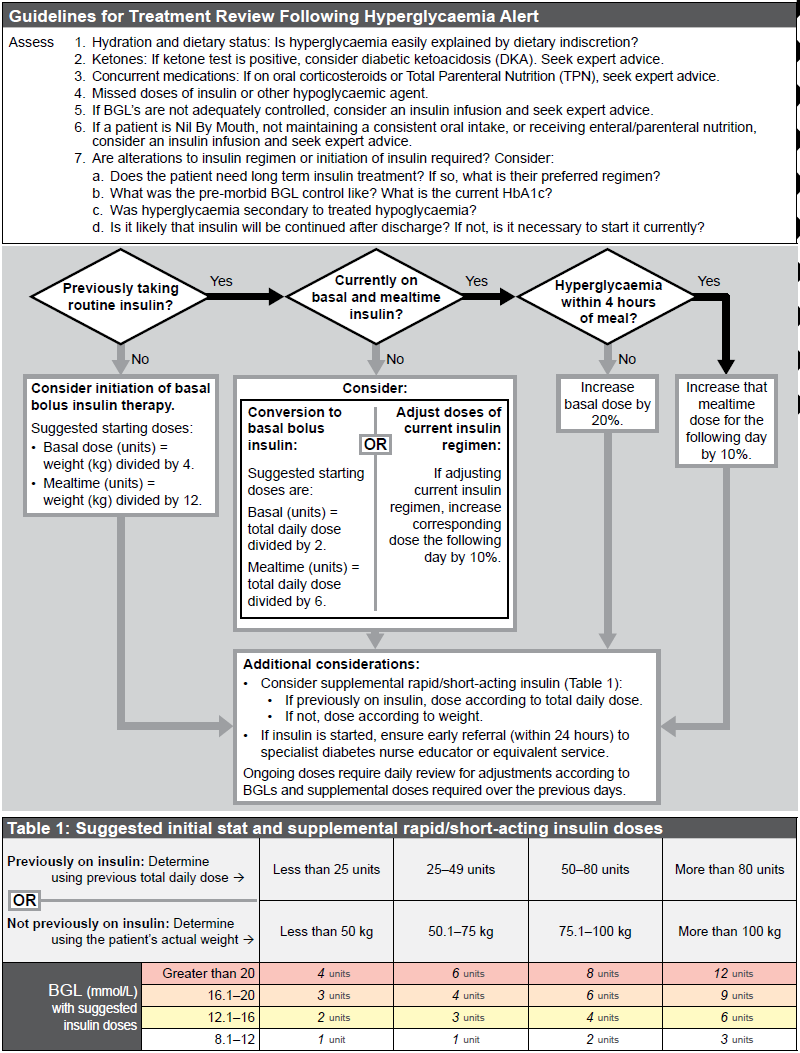 Guidelines for Treatment Review Following Hyperglycaemia Alert
Assess
1. Hydration and dietary status: Is hyperglycaemia easily explained by dietary indiscretion?
2. Ketones: If ketone test is positive, consider diabetic ketoacidosis (DKA). Seek expert advice.
3. Concurrent medications: If on oral corticosteroids or Total Parenteral Nutrition (TPN), seek expert advice.
4. Missed doses of insulin or other hypoglycaemic agent.
5. If BGL's are not adequately controlled, consider an insulin infusion and seek expert advice.
6. If a patient is Nil By Mouth, not maintaining a consistent oral intake, or receiving enteral/parenteral nutrition,
consider an insulin infusion and seek expert advice.
7. Are alterations to insulin regimen or initiation of insulin required? Consider:
a. Does the patient need long term insulin treatment? If so, what is their preferred regimen?
b. What was the pre-morbid BGL control like? What is the current HbA1c?
c. Was hyperglycaemia secondary to treated hypoglycaemia?
d. Is it likely that insulin will be continued after discharge? If not, is it necessary to start it currently?
Previously taking
routine insulin?
Yes
No
Currently on
basal and mealtime
insulin?
Yes
No
Hyperglycaemia
within 4 hours
of meal?
Yes
No
Consider initiation of basal
bolus insulin therapy.
Suggested starting doses:
• Basal dose (units) =
weight (kg) divided by 4.
• Mealtime (units) =
weight (kg) divided by 12.
Consider:
Conversion to
basal bolus
insulin:
Suggested starting
doses are:
Basal (units) =
total daily dose
divided by 2.
Mealtime (units) =
total daily dose
divided by 6.
OR
Adjust doses of
current insulin
regimen:
If adjusting
current insulin
regimen, increase
corresponding
dose the following
day by 10%.
Increase
basal dose by
20%.
Increase that
mealtime
dose for the
following day
by 10%.
Additional considerations:
• Consider supplemental rapid/short-acting insulin (Table 1):
• If previously on insulin, dose according to total daily dose.
• If not, dose according to weight.
• If insulin is started, ensure early referral (within 24 hours) to
specialist diabetes nurse educator or equivalent service.
Ongoing doses require daily review for adjustments according to
BGLs and supplemental doses required over the previous days.
Table 1: Suggested initial stat and supplemental rapid/short-acting insulin doses
Previously on insulin: Determine
using previous total daily dose →
Less than 25 units
25–49 units
50–80 units
More than 80 units
OR
Not previously on insulin: Determine
using the patient's actual weight →
Less than 50 kg
50.1–75 kg
75.1–100 kg
More than 100 kg
BGL (mmol/L)
with suggested
insulin doses
Greater than 20 4 units 6 units 8 units 12 units
16.1–20 3 units 4 units 6 units 9 units
12.1–16 2 units 3 units 4 units 6 units
8.1–12 1 unit 1 unit 2 units 3 units